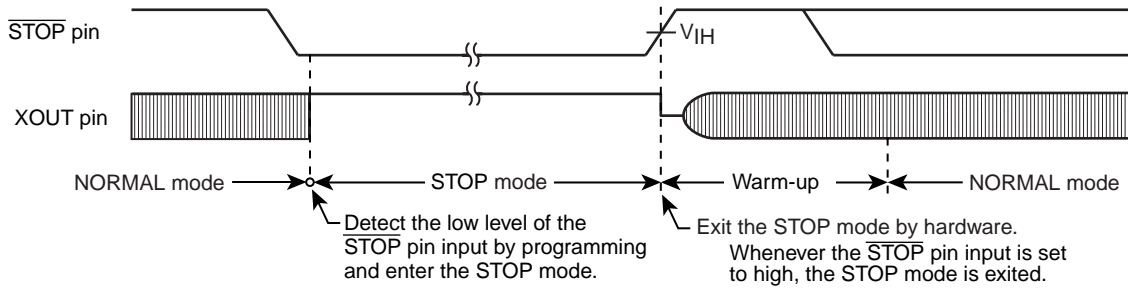 STOP pin
VIH
XOUT pin
NORMAL mode
STOP mode
Warm-up
NORMAL mode
Detect the low level of the
STOP pin input by programming
and enter the STOP mode.
Exit the STOP mode by hardware.
Whenever the STOP pin input is set
to high, the STOP mode is exited.